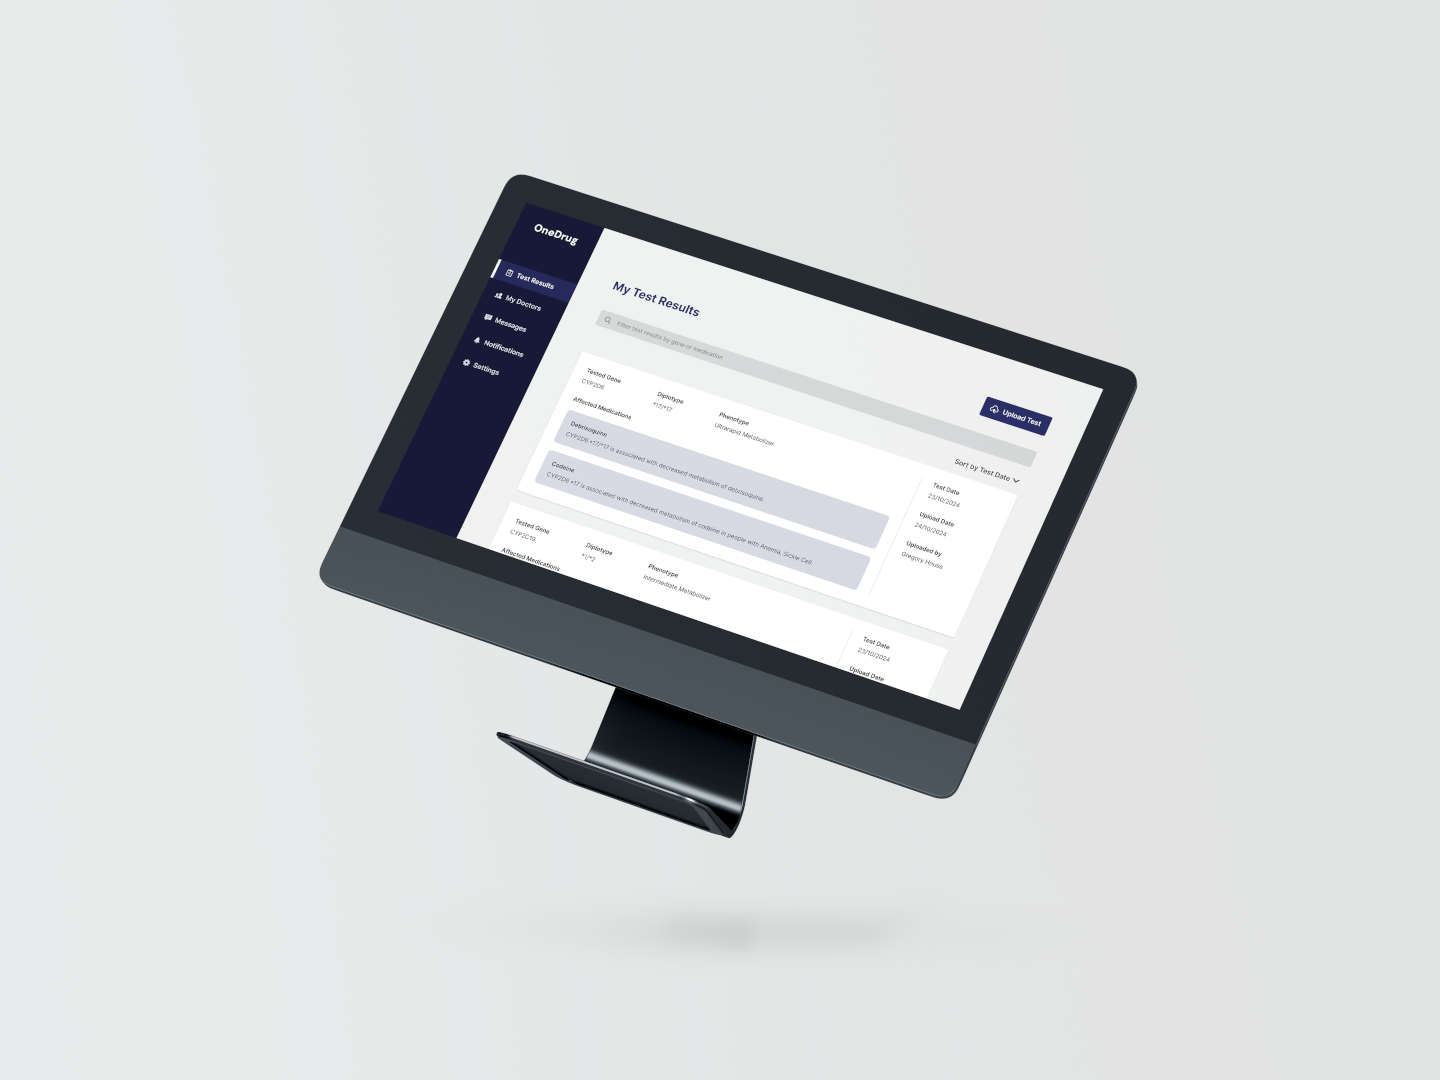 OneDrug
Test Results
My Doctors
Messages
Notifications
Settings
My Test Results
Upload Test
Filter test results by gene or medication
Sort by Test Date
Tested Gene
CYP2D6
Diplotype
*17/*17
Phenotype
Ultrarapid Metabolizer
Affected Medications
Debrisoquine
CYP2D6 *17/*17 is associated with decreased metabolism of debrisoquine.
Codeine
CYP2D6 *17 is associated with decreased metabolism of codeine in people with Anemia, Sickle Cell.
Test Date
23/10/2024
Upload Date
24/10/2024
Uploaded by
Gregory House
Tested Gene
CYP2C19
Diplotype
*1/*2
Phenotype
Intermediate Metabolizer
Affected Medications
Test Date
23/10/2024
Upload Date